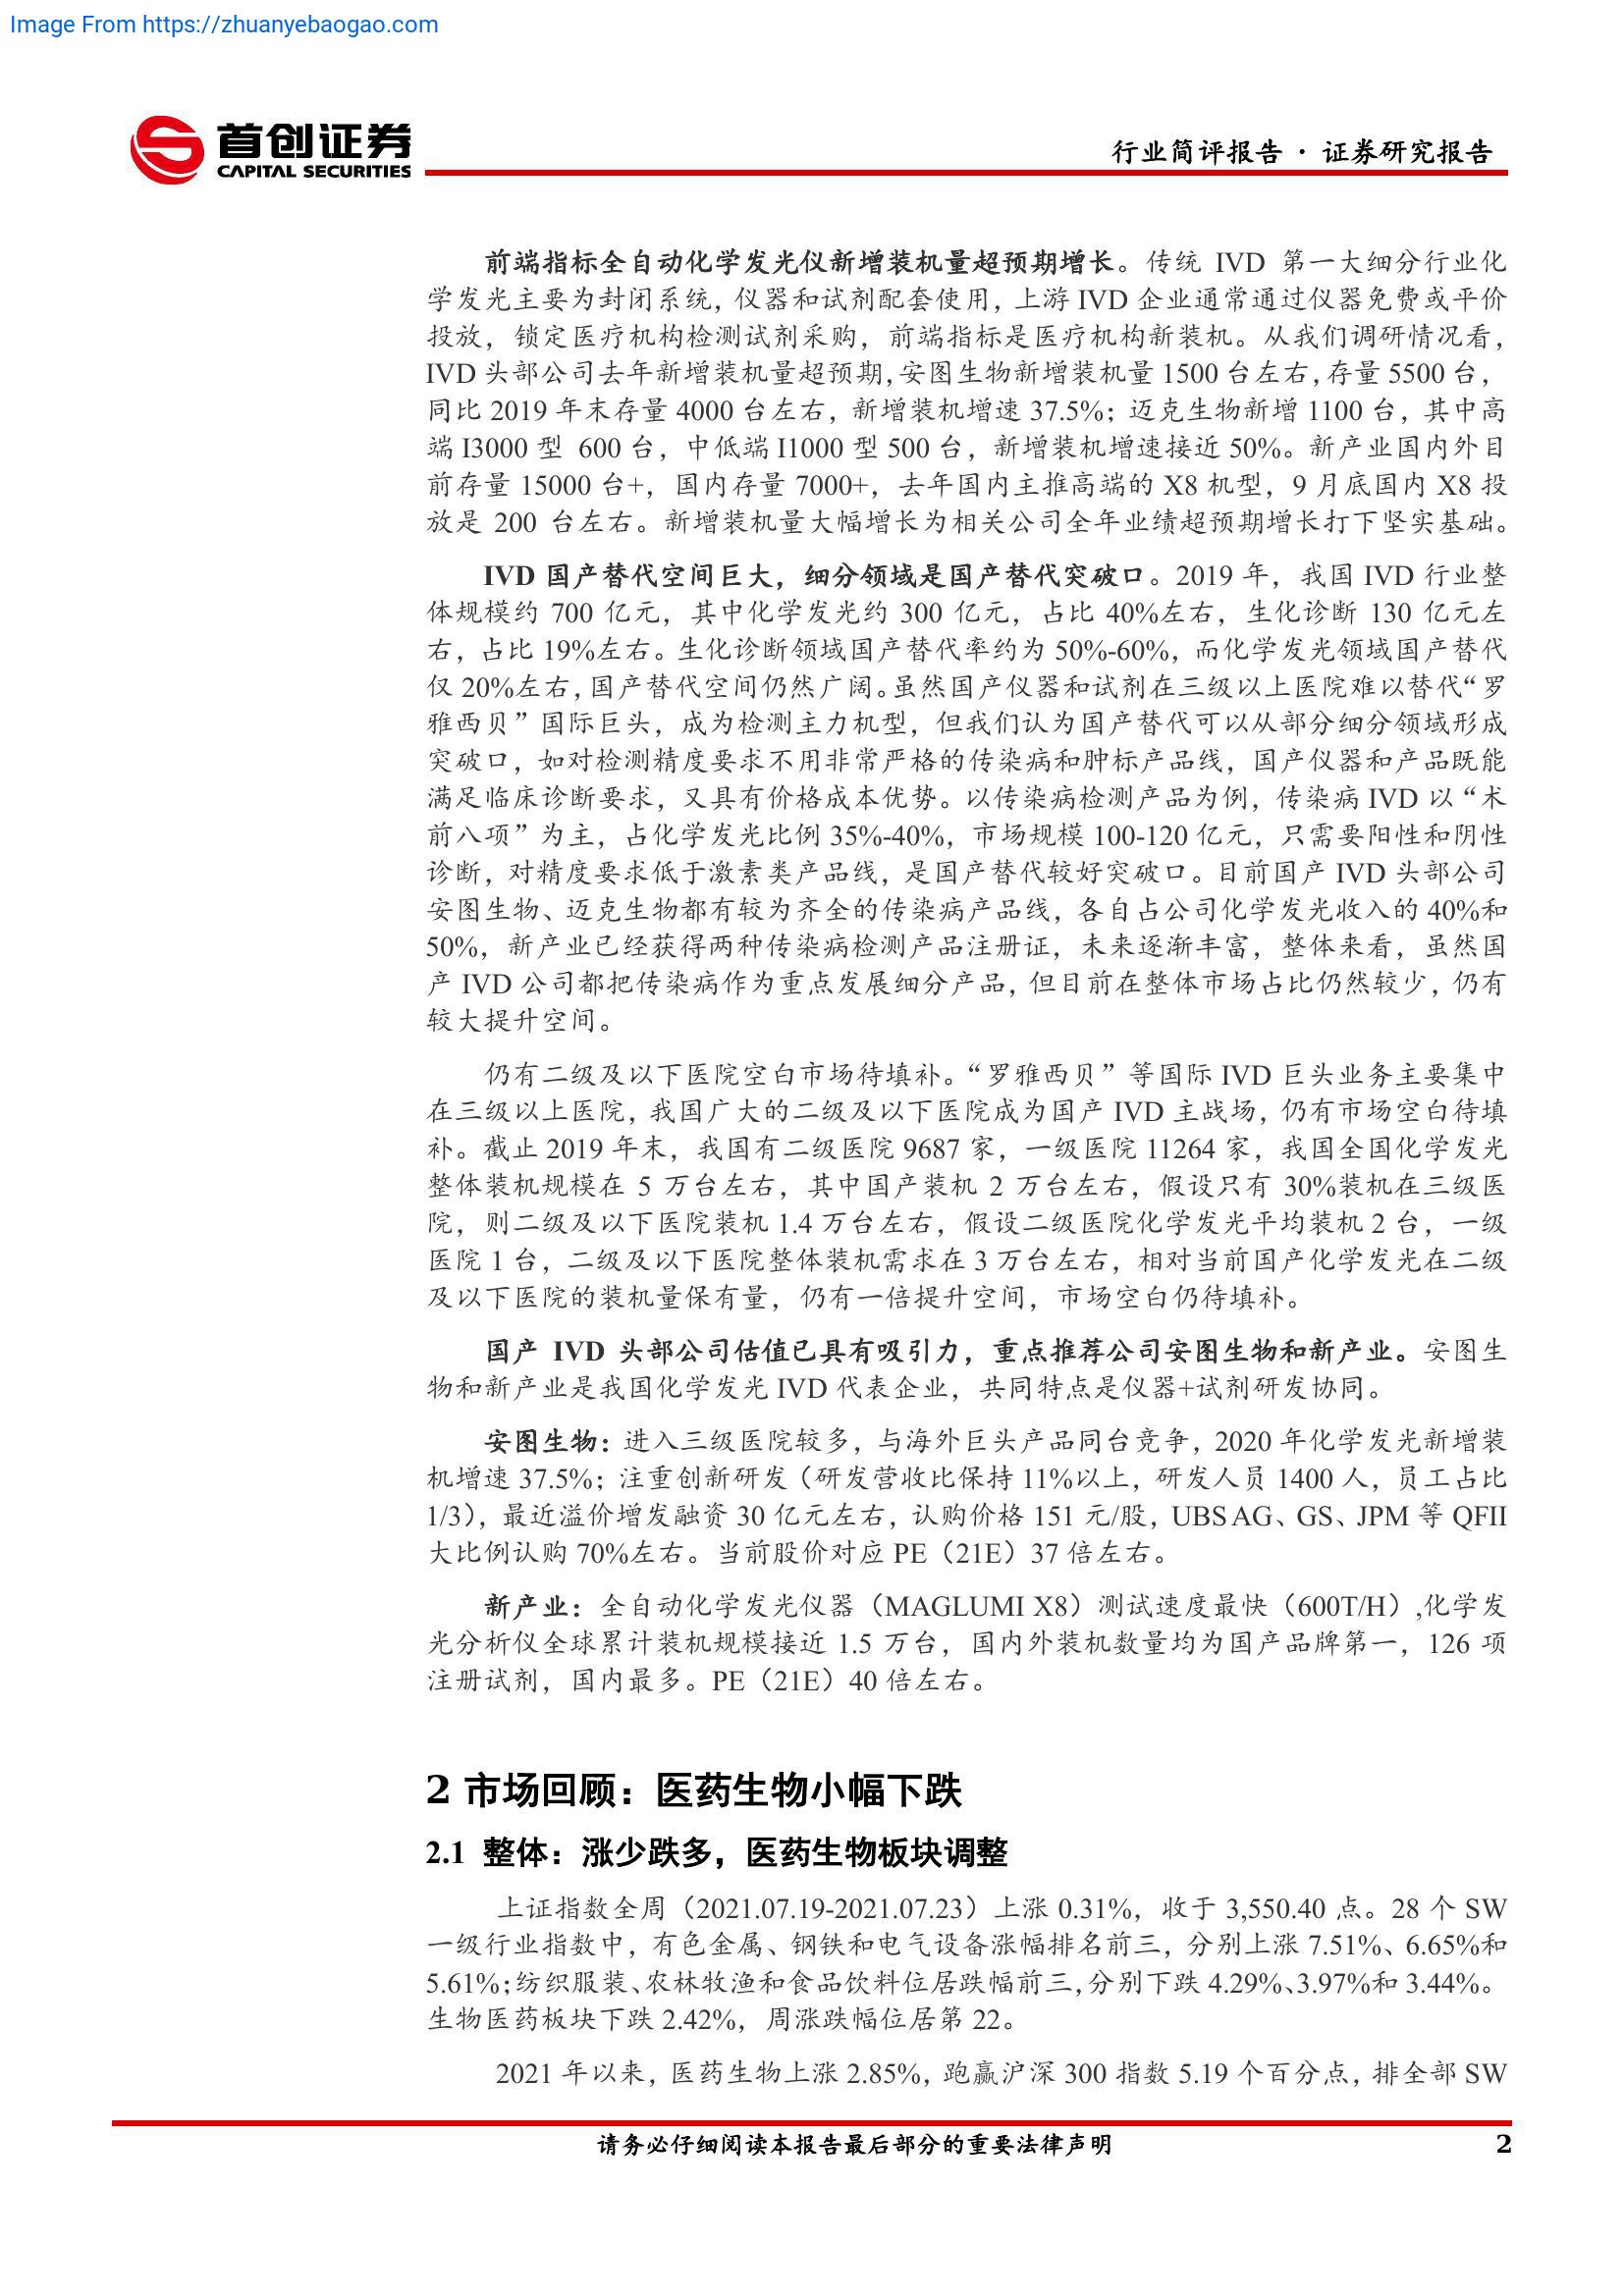 Image From https://zhuanyebaogao.com
首创证券
CAPITAL SECURITIES
行业简评报告 · 证券研究报告
前端指标全自动化学发光仪新增装机量超预期增长。传统 IVD 第一大细分行业化
学发光主要为封闭系统，仪器和试剂配套使用，上游 IVD 企业通常通过仪器免费或平价
投放，锁定医疗机构检测试剂采购，前端指标是医疗机构新装机。从我们调研情况看，
IVD 头部公司去年新增装机量超预期，安图生物新增装机量 1500 台左右，存量 5500 台，
同比 2019 年末存量 4000 台左右，新增装机增速 37.5%；迈克生物新增 1100 台，其中高
端 I3000 型 600 台，中低端 I1000 型 500 台，新增装机增速接近 50%。新产业国内外目
前存量 15000 台+，国内存量 7000+，去年国内主推高端的 X8 机型，9 月底国内 X8 投
放是 200 台左右。新增装机量大幅增长为相关公司全年业绩超预期增长打下坚实基础。
IVD 国产替代空间巨大，细分领域是国产替代突破口。2019 年，我国 IVD 行业整
体规模约 700 亿元，其中化学发光约 300 亿元，占比 40%左右，生化诊断 130 亿元左
右，占比 19%左右。生化诊断领域国产替代率约为 50%-60%，而化学发光领域国产替代
仅 20%左右，国产替代空间仍然广阔。虽然国产仪器和试剂在三级以上医院难以替代“罗
雅西贝”国际巨头，成为检测主力机型，但我们认为国产替代可以从部分细分领域形成
突破口，如对检测精度要求不用非常严格的传染病和肿标产品线，国产仪器和产品既能
满足临床诊断要求，又具有价格成本优势。以传染病检测产品为例，传染病 IVD 以“术
前八项”为主，占化学发光比例 35%-40%，市场规模 100-120 亿元，只需要阳性和阴性
诊断，对精度要求低于激素类产品线，是国产替代较好突破口。目前国产 IVD 头部公司
安图生物、迈克生物都有较为齐全的传染病产品线，各自占公司化学发光收入的 40%和
50%，新产业已经获得两种传染病检测产品注册证，未来逐渐丰富，整体来看，虽然国
产 IVD 公司都把传染病作为重点发展细分产品，但目前在整体市场占比仍然较少，仍有
较大提升空间。
仍有二级及以下医院空白市场待填补。“罗雅西贝”等国际 IVD 巨头业务主要集中
在三级以上医院，我国广大的二级及以下医院成为国产 IVD 主战场，仍有市场空白待填
补。截止 2019 年末，我国有二级医院 9687 家，一级医院 11264 家，我国全国化学发光
整体装机规模在 5 万台左右，其中国产装机 2 万台左右，假设只有 30%装机在三级医
院，则二级及以下医院装机 1.4 万台左右，假设二级医院化学发光平均装机 2 台，一级
医院 1 台，二级及以下医院整体装机需求在 3 万台左右，相对当前国产化学发光在二级
及以下医院的装机量保有量，仍有一倍提升空间，市场空白仍待填补。
国产 IVD 头部公司估值已具有吸引力，重点推荐公司安图生物和新产业。安图生
物和新产业是我国化学发光 IVD 代表企业，共同特点是仪器+试剂研发协同。
安图生物：进入三级医院较多，与海外巨头产品同台竞争，2020 年化学发光新增装
机增速 37.5%；注重创新研发（研发营收比保持 11%以上，研发人员 1400 人，员工占比
1/3），最近溢价增发融资 30 亿元左右，认购价格 151 元/股，UBS AG、GS、JPM 等 QFII
大比例认购 70%左右。当前股价对应 PE（21E）37 倍左右。
新产业：全自动化学发光仪器（MAGLUMI X8）测试速度最快（600T/H）,化学发
光分析仪全球累计装机规模接近 1.5 万台，国内外装机数量均为国产品牌第一，126 项
注册试剂，国内最多。PE（21E）40 倍左右。
2 市场回顾：医药生物小幅下跌
2.1 整体：涨少跌多，医药生物板块调整
上证指数全周（2021.07.19-2021.07.23）上涨 0.31%，收于 3,550.40 点。28 个 SW
一级行业指数中，有色金属、钢铁和电气设备涨幅排名前三，分别上涨 7.51%、6.65%和
5.61%；纺织服装、农林牧渔和食品饮料位居跌幅前三，分别下跌 4.29%、3.97%和 3.44%。
生物医药板块下跌 2.42%，周涨跌幅位居第 22。
2021 年以来，医药生物上涨 2.85%，跑赢沪深 300 指数 5.19 个百分点，排全部 SW
请务必仔细阅读本报告最后部分的重要法律声明
2